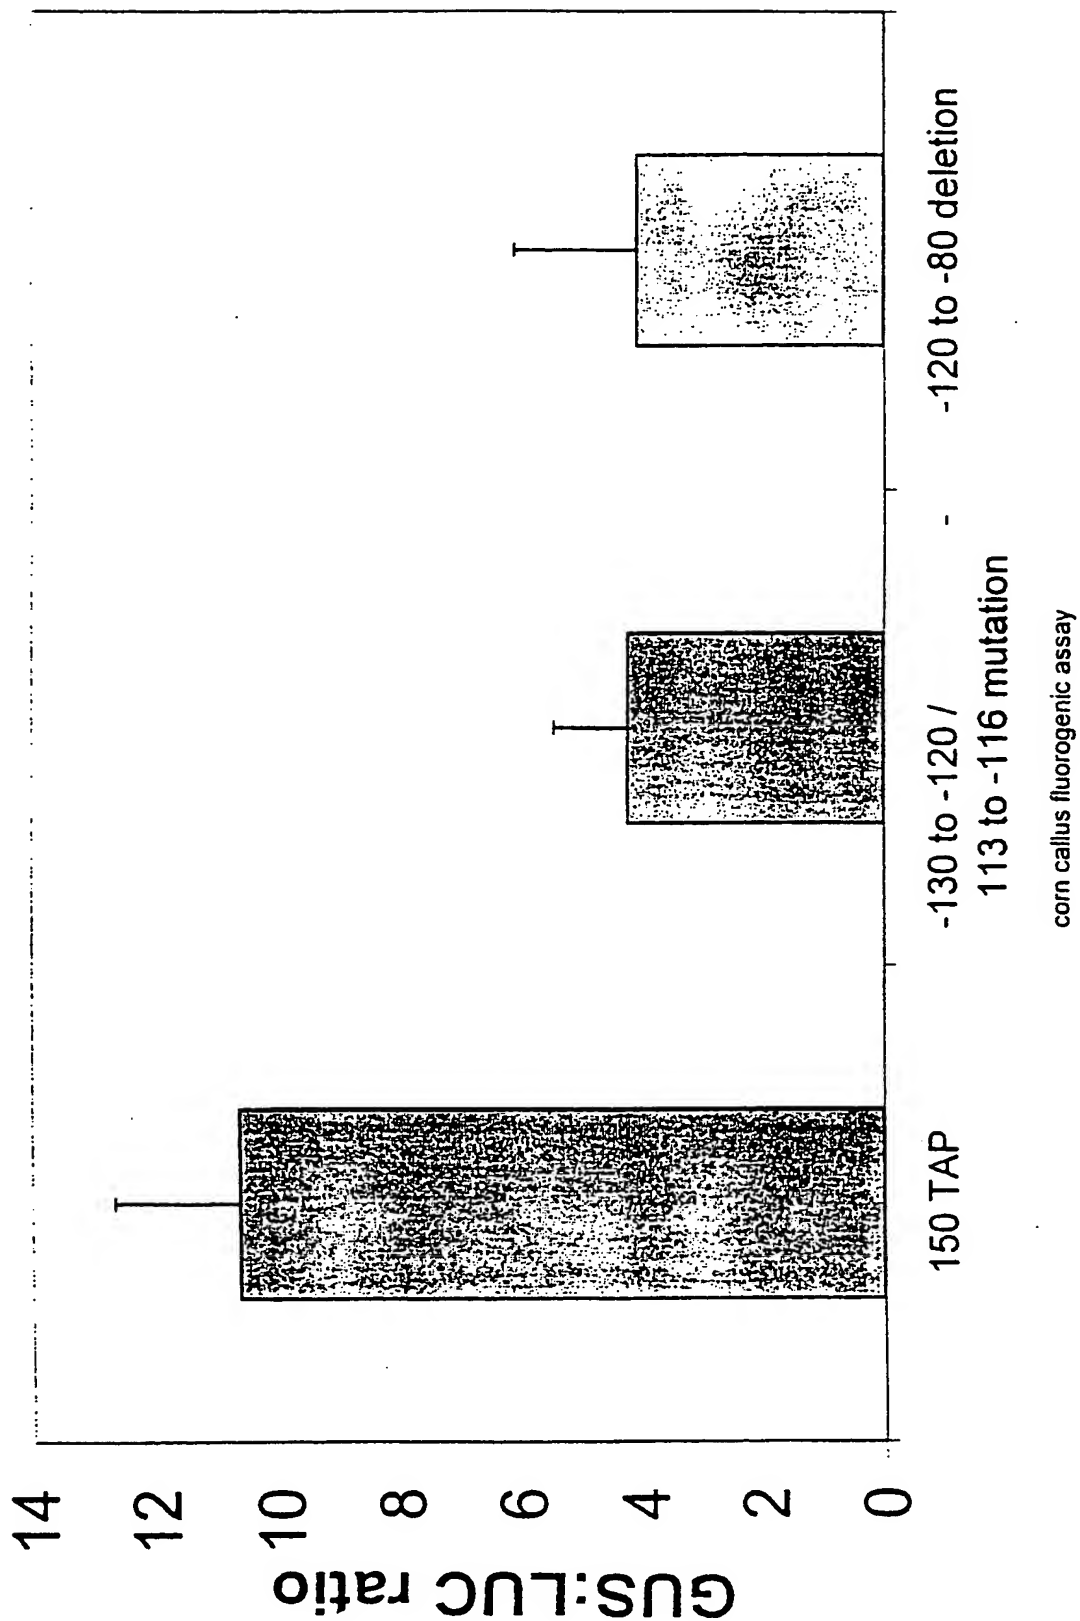 GUS:LUC ratio
14
12
10
8
6
4
2
0
150 TAP
-130 to -120 / -
113 to -116 mutation
-120 to -80 deletion
corn callus fluorogenic assay